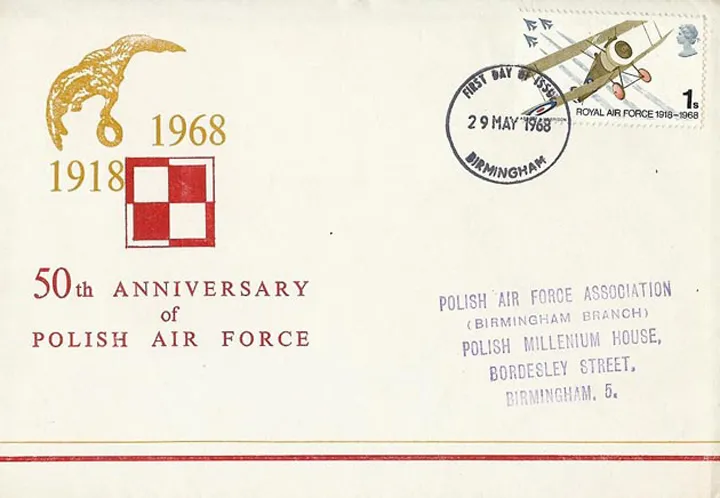 1968
1918
50th ANNIVERSARY
of
POLISH AIR FORCE
FIRST DAY OF ISSUE
29 MAY 1968
BIRMINGHAM
1s
ROYAL AIR FORCE 1918-1968
POLISH AIR FORCE ASSOCIATION
(BIRMINGHAM BRANCH)
POLISH MILLENIUM HOUSE,
BORDESLEY STREET,
BIRMINGHAM. 5.